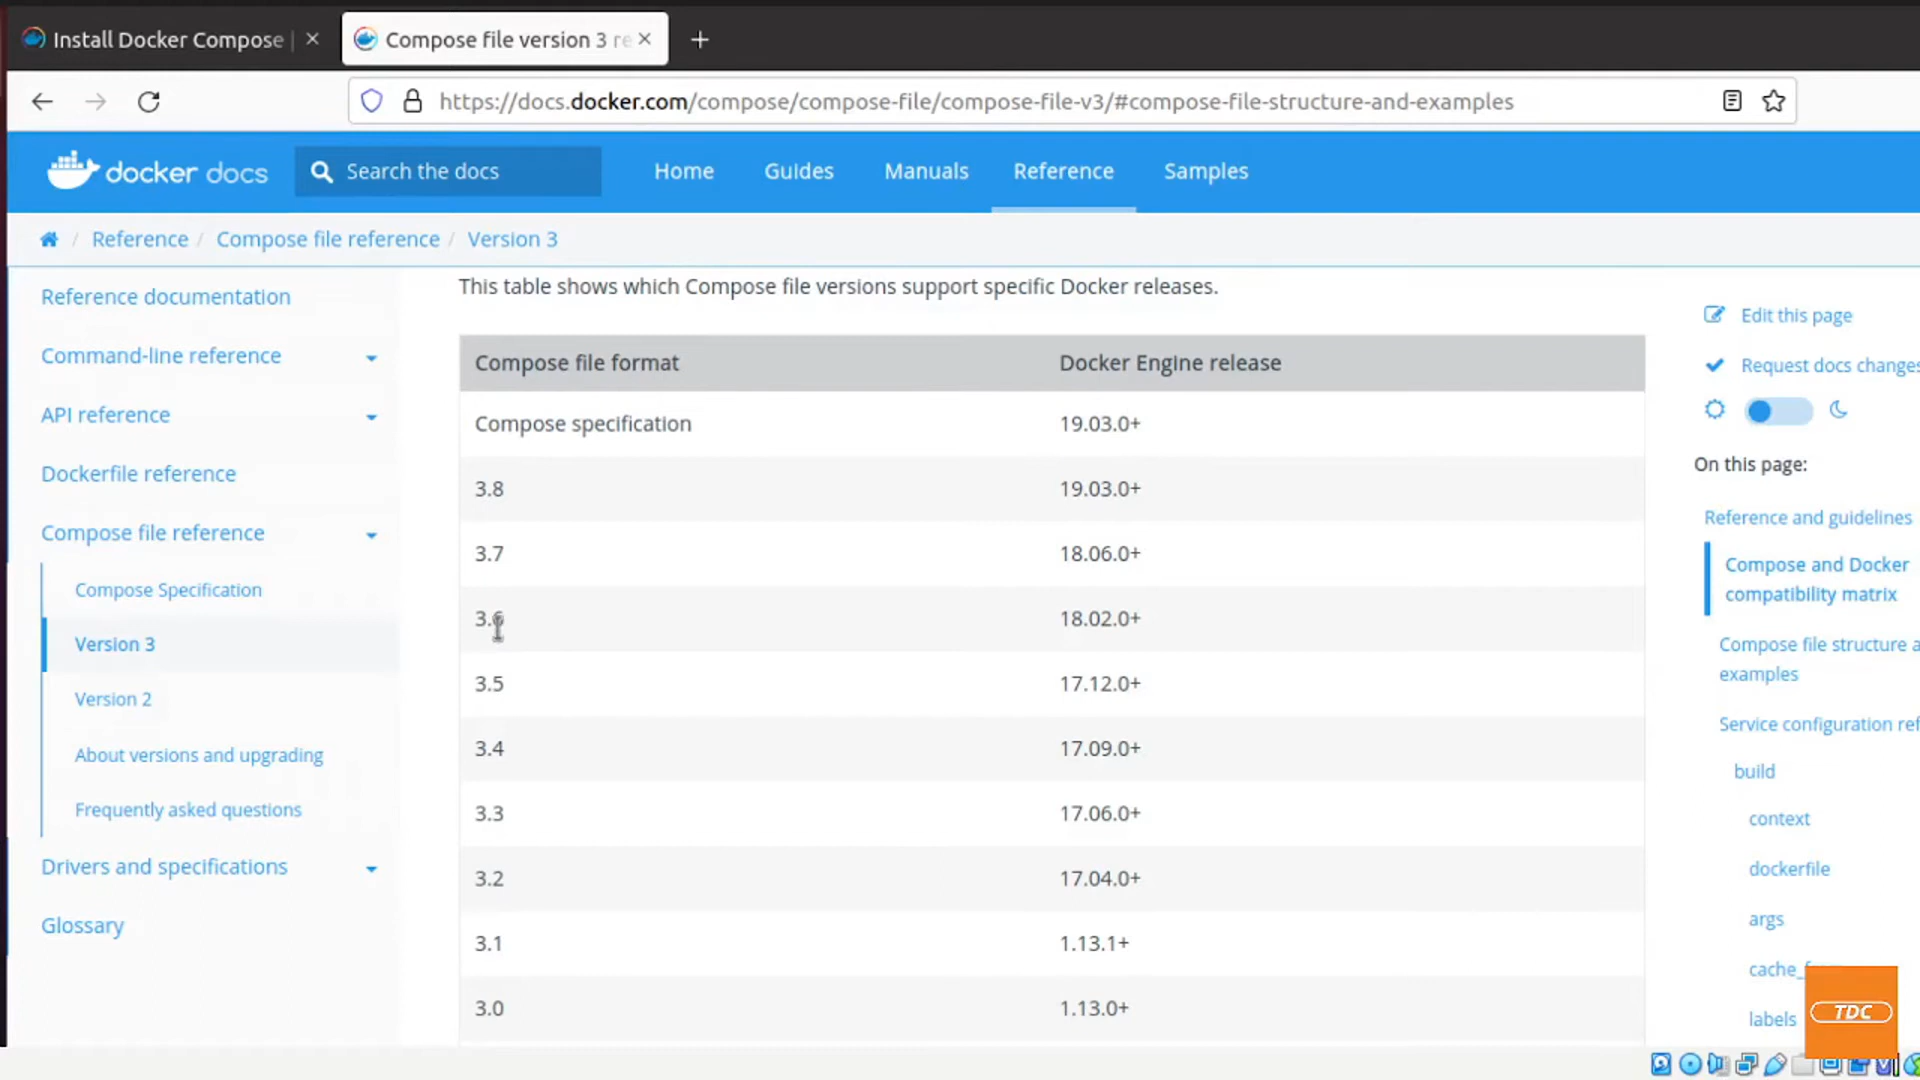 Install Docker Compose |
Compose file version 3 re
https://docs.docker.com/compose/compose-file/compose-file-v3/#compose-file-structure-and-examples
docker docs
Search the docs
Home
Guides
Manuals
Reference
Samples
/ Reference / Compose file reference / Version 3
Reference documentation
Command-line reference
API reference
Dockerfile reference
Compose file reference
Compose Specification
Version 3
Version 2
About versions and upgrading
Frequently asked questions
Drivers and specifications
Glossary
This table shows which Compose file versions support specific Docker releases.
Compose file format Docker Engine release
Compose specification 19.03.0+
3.8 19.03.0+
3.7 18.06.0+
3.6 18.02.0+
3.5 17.12.0+
3.4 17.09.0+
3.3 17.06.0+
3.2 17.04.0+
3.1 1.13.1+
3.0 1.13.0+
Edit this page
Request docs changes
On this page:
Reference and guidelines
Compose and Docker
compatibility matrix
Compose file structure a
examples
Service configuration ref
build
context
dockerfile
args
cache_
labels
TDC